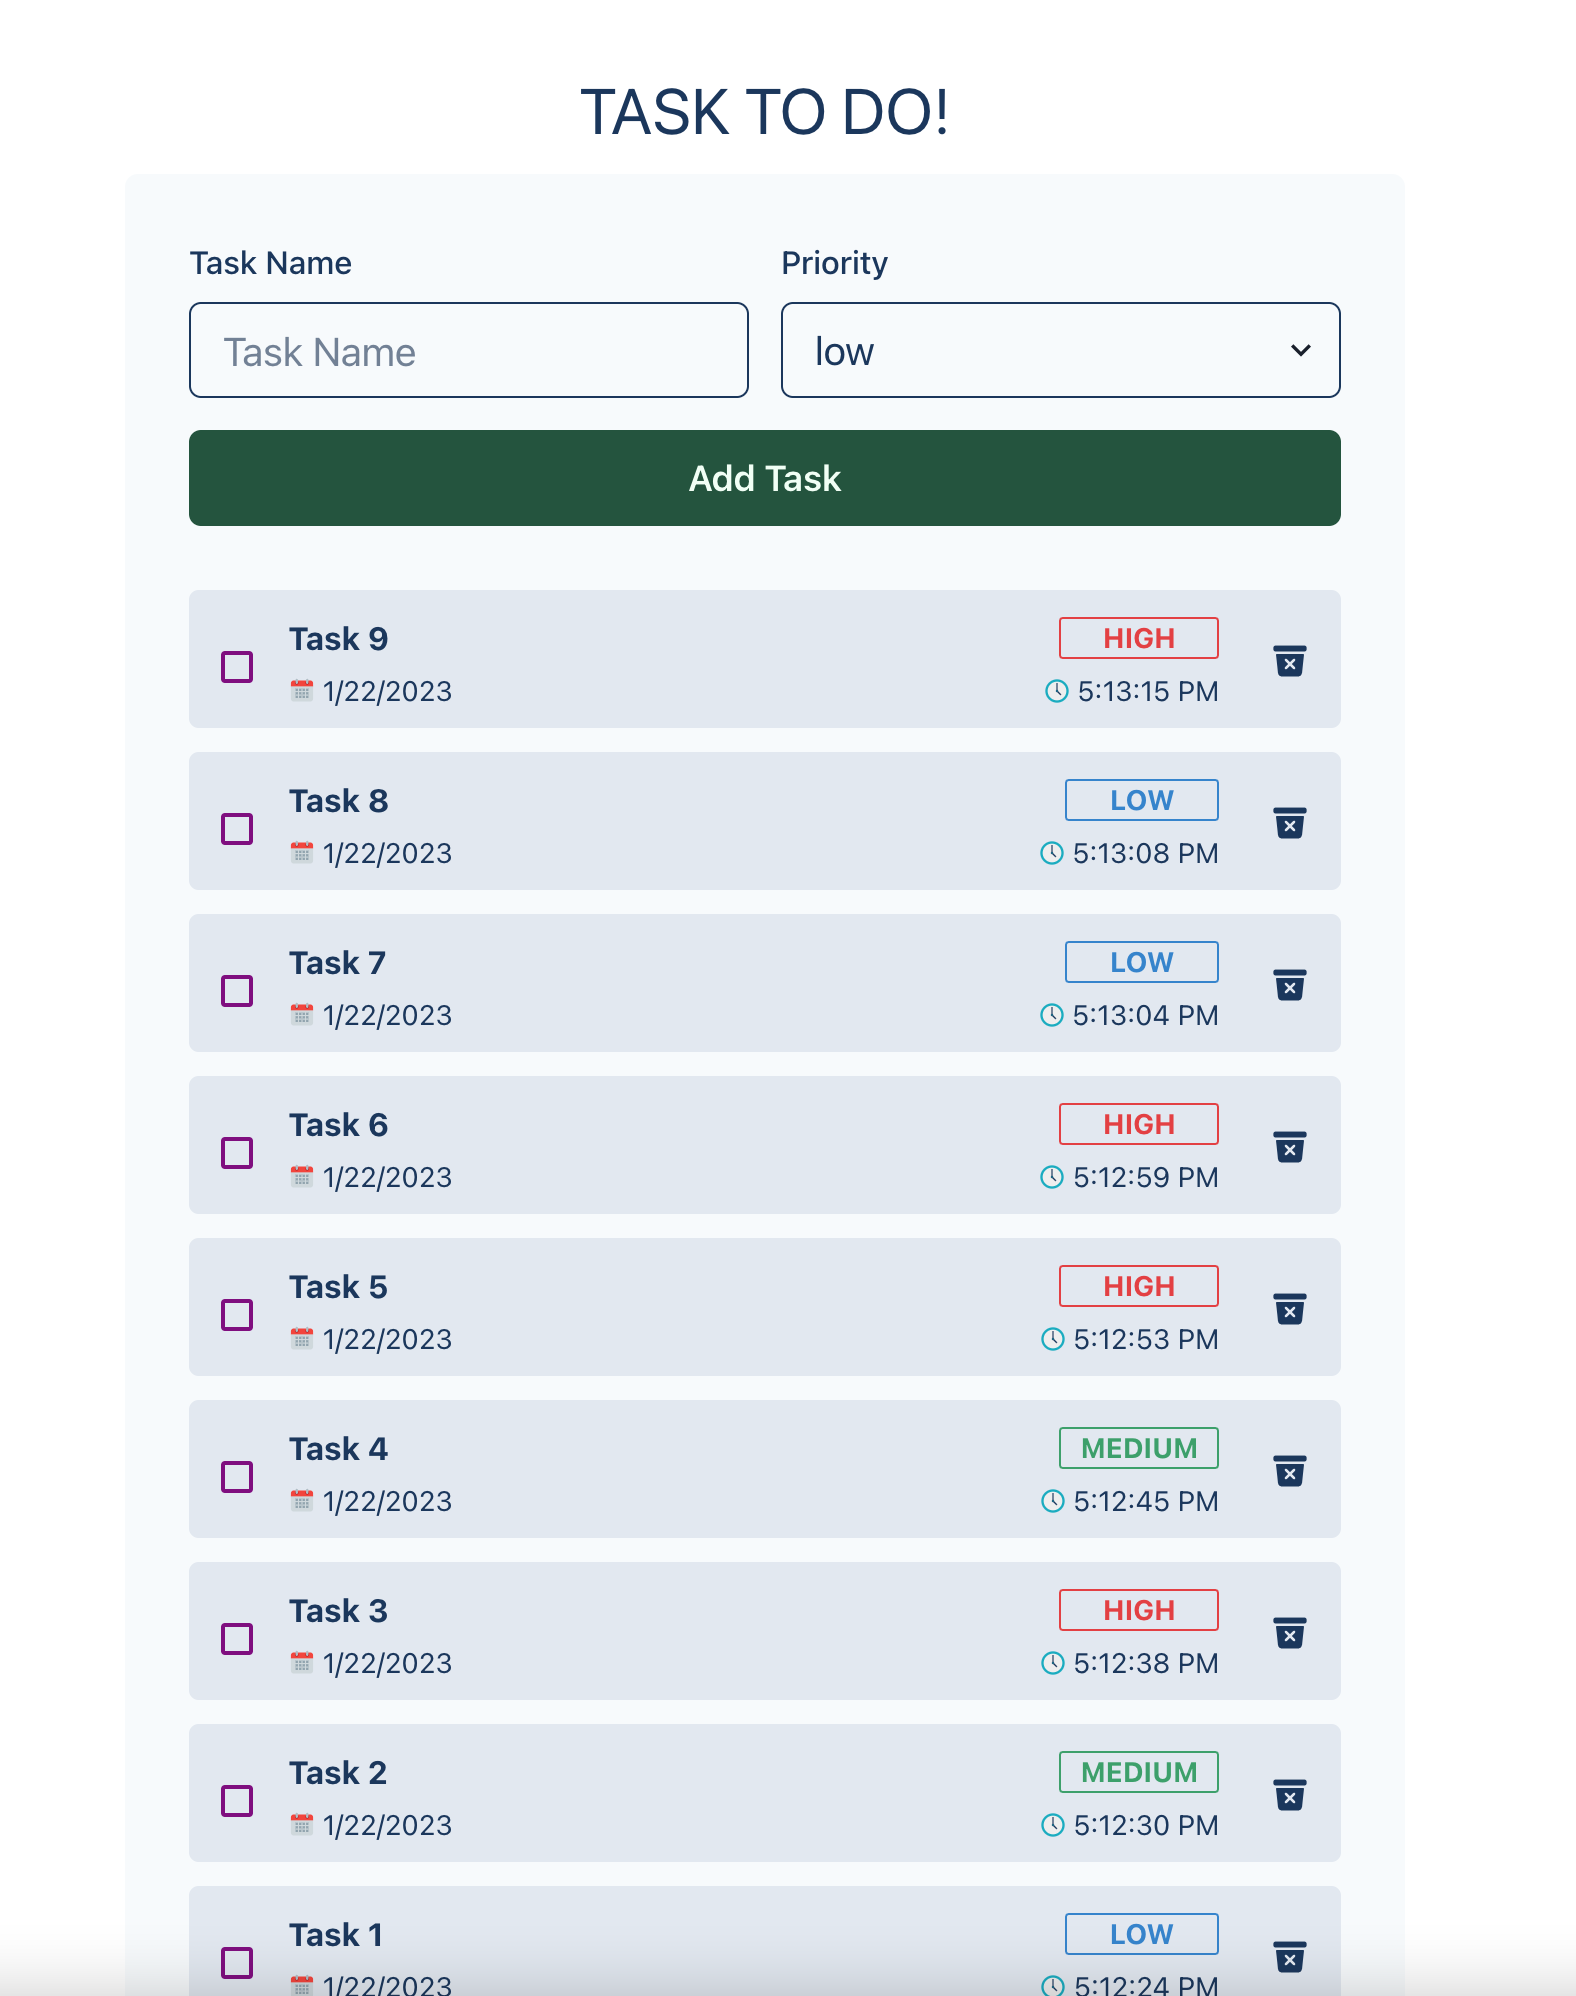 TASK TO DO!
Task Name Priority
Task Name low
Add Task
Task 9 HIGH
1/22/2023 5:13:15 PM
Task 8 LOW
1/22/2023 5:13:08 PM
Task 7 LOW
1/22/2023 5:13:04 PM
Task 6 HIGH
1/22/2023 5:12:59 PM
Task 5 HIGH
1/22/2023 5:12:53 PM
Task 4 MEDIUM
1/22/2023 5:12:45 PM
Task 3 HIGH
1/22/2023 5:12:38 PM
Task 2 MEDIUM
1/22/2023 5:12:30 PM
Task 1 LOW
1/22/2023 5:12:24 PM